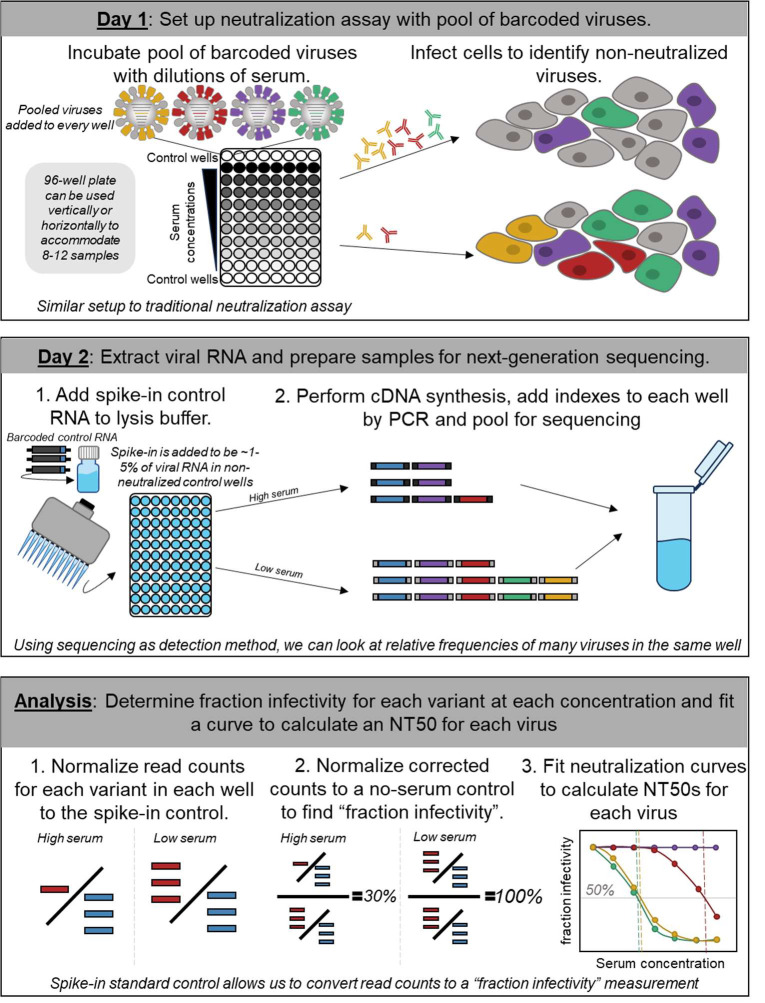 Day 1: Set up neutralization assay with pool of barcoded viruses.
Incubate pool of barcoded viruses
with dilutions of serum.
Infect cells to identify non-neutralized
viruses.
Pooled viruses
added to every well
Control wells
96-well plate
can be used
vertically or
horizontally to
accommodate
8-12 samples
Serum
concentrations
Control wells
Similar setup to traditional neutralization assay
Day 2: Extract viral RNA and prepare samples for next-generation sequencing.
1. Add spike-in control
RNA to lysis buffer.
2. Perform cDNA synthesis, add indexes to each well
by PCR and pool for sequencing
Barcoded control RNA
Spike-in is added to be ~1-
5% of viral RNA in non-
neutralized control wells
High serum
Low serum
Using sequencing as detection method, we can look at relative frequencies of many viruses in the same well
Analysis: Determine fraction infectivity for each variant at each concentration and fit
a curve to calculate an NT50 for each virus
1. Normalize read counts
for each variant in each well
to the spike-in control.
High serum
Low serum
2. Normalize corrected
counts to a no-serum control
to find “fraction infectivity”.
High serum
Low serum
=30%
=100%
3. Fit neutralization curves
to calculate NT50s for
each virus
fraction infectivity
50%
Serum concentration
Spike-in standard control allows us to convert read counts to a “fraction infectivity” measurement